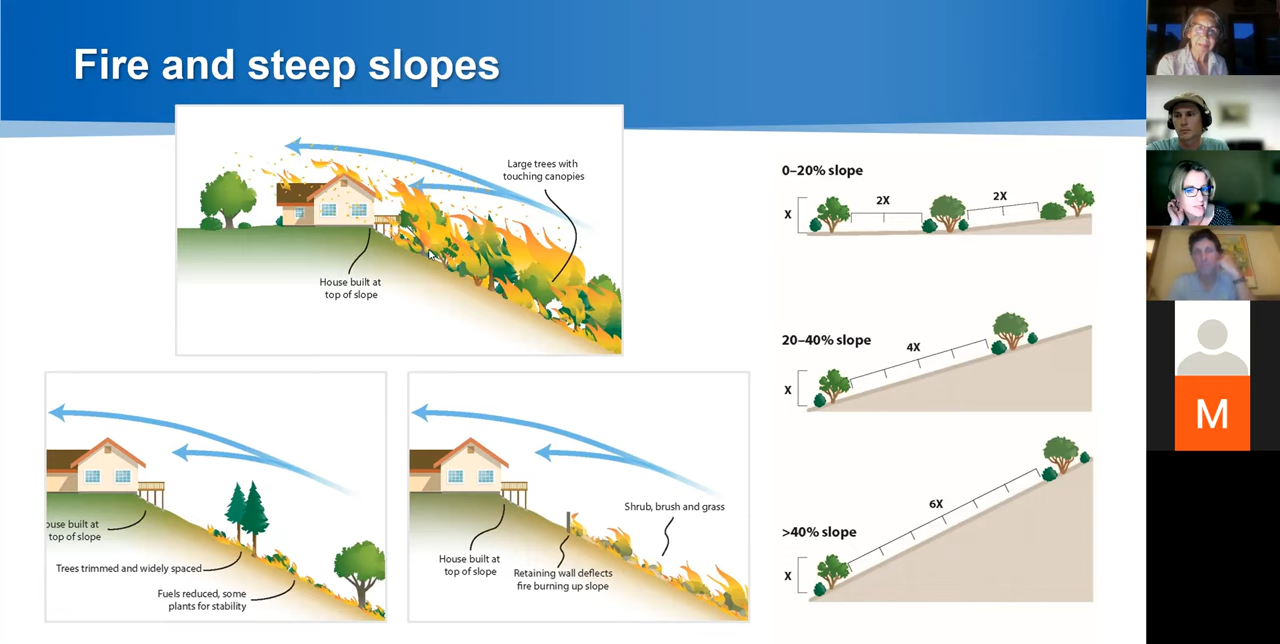 Fire and steep slopes
Large trees with
touching canopies
House built at
top of slope
ouse built at
top of slope
Trees trimmed and widely spaced
Fuels reduced, some
plants for stability
House built at
top of slope
Retaining wall deflects
fire burning up slope
Shrub, brush and grass
0–20% slope
X
2X
2X
20–40% slope
X
4X
>40% slope
X
6X
M